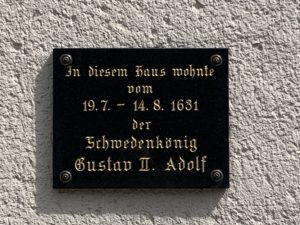 In diesem Haus wohnte
vom
19.7. – 14.8. 1631
der
Schwedenkönig
Gustav II. Adolf